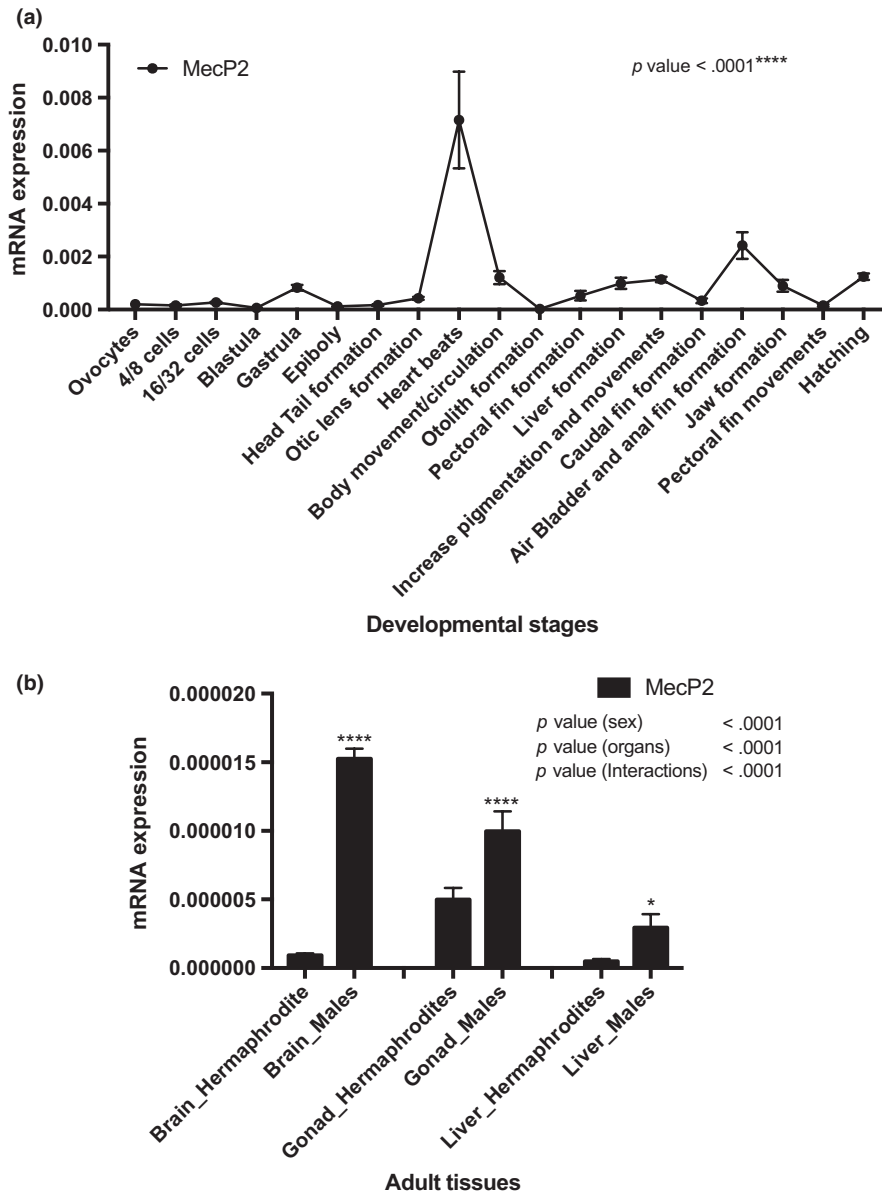 (a)
0.010
0.008
0.006
0.004
0.002
0.000
mRNA expression
MecP2
p value < .0001****
Ovocytes
4/8 cells
16/32 cells
Blastula
Gastrula
Epiboly
Head Tail formation
Otic lens formation
Heart beats
Body movement/circulation
Otolith formation
Pectoral fin formation
Liver formation
Increase pigmentation and movements
Caudal fin formation
Air Bladder and anal fin formation
Jaw formation
Pectoral fin movements
Hatching
Developmental stages
(b)
0.000020
0.000015
0.000010
0.000005
0.000000
mRNA expression
MecP2
p value (sex) < .0001
p value (organs) < .0001
p value (Interactions) < .0001
****
****
*
Brain_Hermaphrodite
Brain_Males
Gonad_Hermaphrodites
Gonad_Males
Liver_Hermaphrodites
Liver_Males
Adult tissues